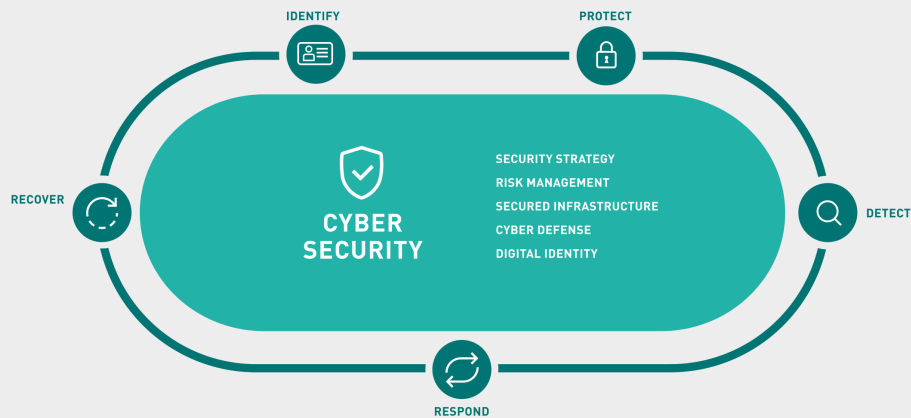 IDENTIFY
PROTECT
RECOVER
CYBER
SECURITY
SECURITY STRATEGY
RISK MANAGEMENT
SECURED INFRASTRUCTURE
CYBER DEFENSE
DIGITAL IDENTITY
DETECT
RESPOND